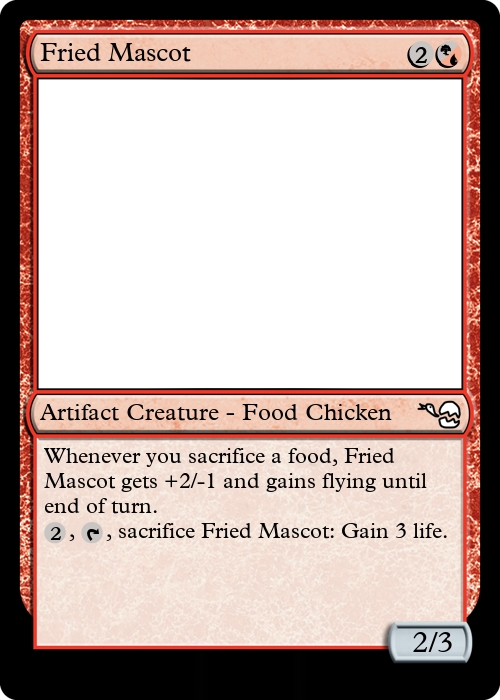 Fried Mascot 2
Artifact Creature - Food Chicken
Whenever you sacrifice a food, Fried
Mascot gets +2/-1 and gains flying until
end of turn.
2, , sacrifice Fried Mascot: Gain 3 life.
2/3